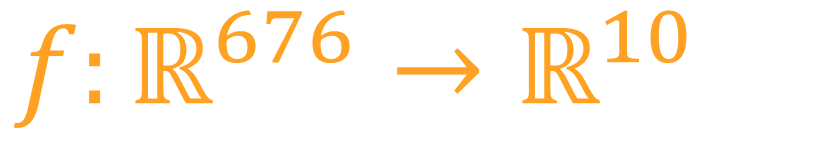 f: ℝ⁶⁷⁶ → ℝ¹⁰